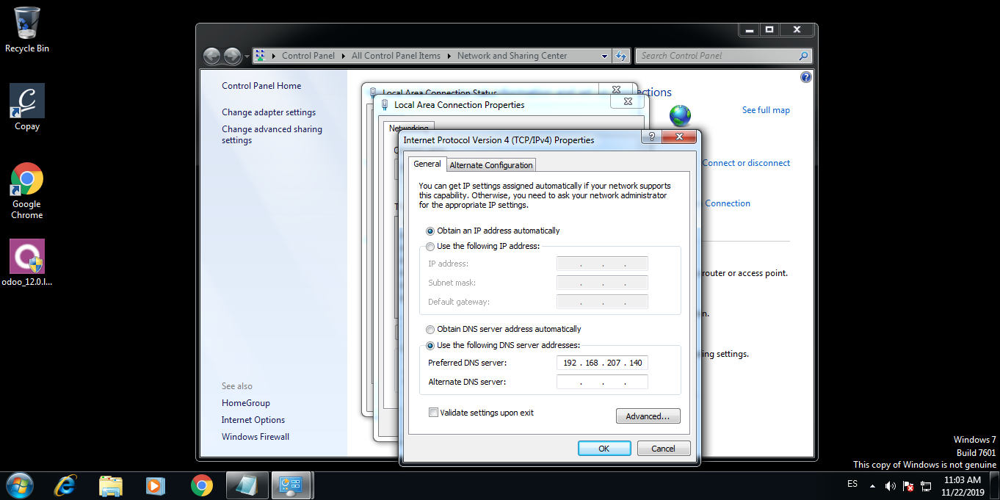 Recycle Bin
Copay
Google
Chrome
odoo_12.0.l...
Control Panel
All Control Panel Items
Network and Sharing Center
Search Control Panel
Control Panel Home
Change adapter settings
Change advanced sharing
settings
See also
HomeGroup
Internet Options
Windows Firewall
?
ections
See full map
Connect or disconnect
Connection
router or access point.
n.
ing settings.
Local Area Connection Status
Local Area Connection Properties
Networking
Internet Protocol Version 4 (TCP/IPv4) Properties
?
General
Alternate Configuration
You can get IP settings assigned automatically if your network supports
this capability. Otherwise, you need to ask your network administrator
for the appropriate IP settings.
Obtain an IP address automatically
Use the following IP address:
IP address:
. . .
Subnet mask:
. . .
Default gateway:
. . .
Obtain DNS server address automatically
Use the following DNS server addresses:
Preferred DNS server:
192 . 168 . 207 . 140
Alternate DNS server:
. . .
Validate settings upon exit
Advanced...
OK
Cancel
Windows 7
Build 7601
This copy of Windows is not genuine
ES
11:03 AM
11/22/2019